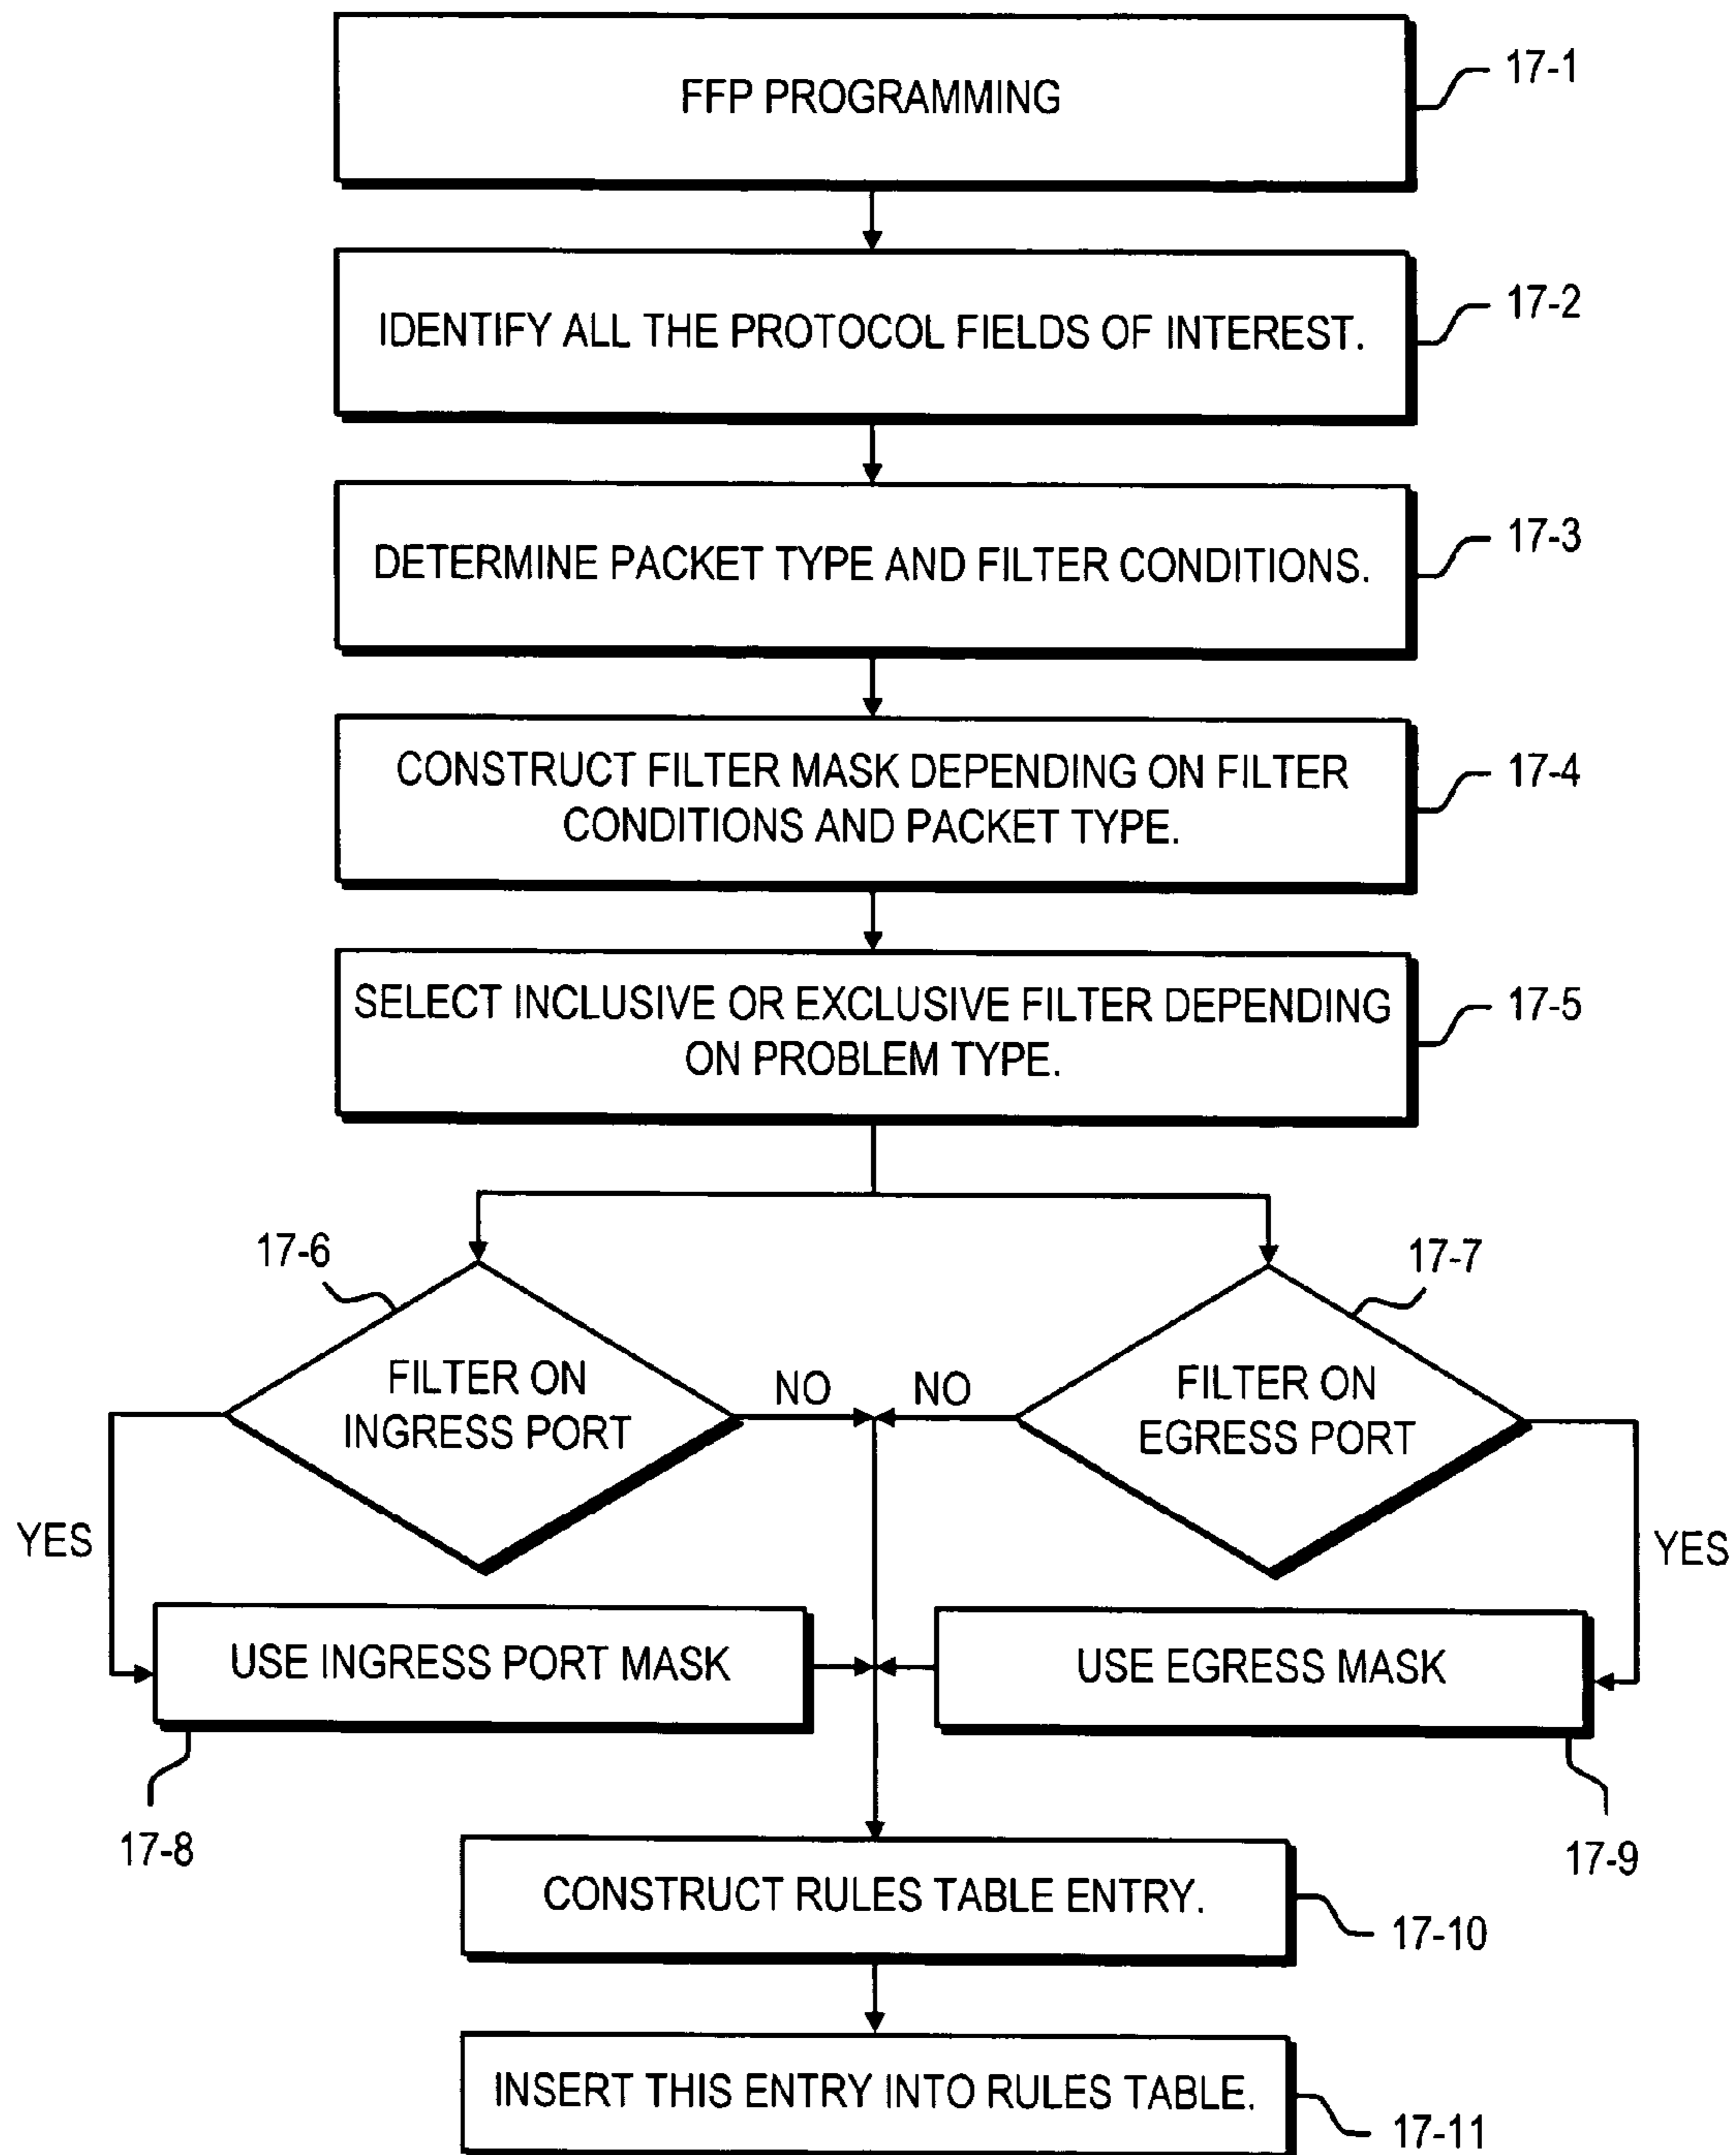 FFP PROGRAMMING
17-1
IDENTIFY ALL THE PROTOCOL FIELDS OF INTEREST.
17-2
DETERMINE PACKET TYPE AND FILTER CONDITIONS.
17-3
CONSTRUCT FILTER MASK DEPENDING ON FILTER
CONDITIONS AND PACKET TYPE.
17-4
SELECT INCLUSIVE OR EXCLUSIVE FILTER DEPENDING
ON PROBLEM TYPE.
17-5
17-6
FILTER ON
INGRESS PORT
NO
YES
17-7
FILTER ON
EGRESS PORT
NO
YES
USE INGRESS PORT MASK
17-8
USE EGRESS MASK
17-9
CONSTRUCT RULES TABLE ENTRY.
17-10
INSERT THIS ENTRY INTO RULES TABLE.
17-11